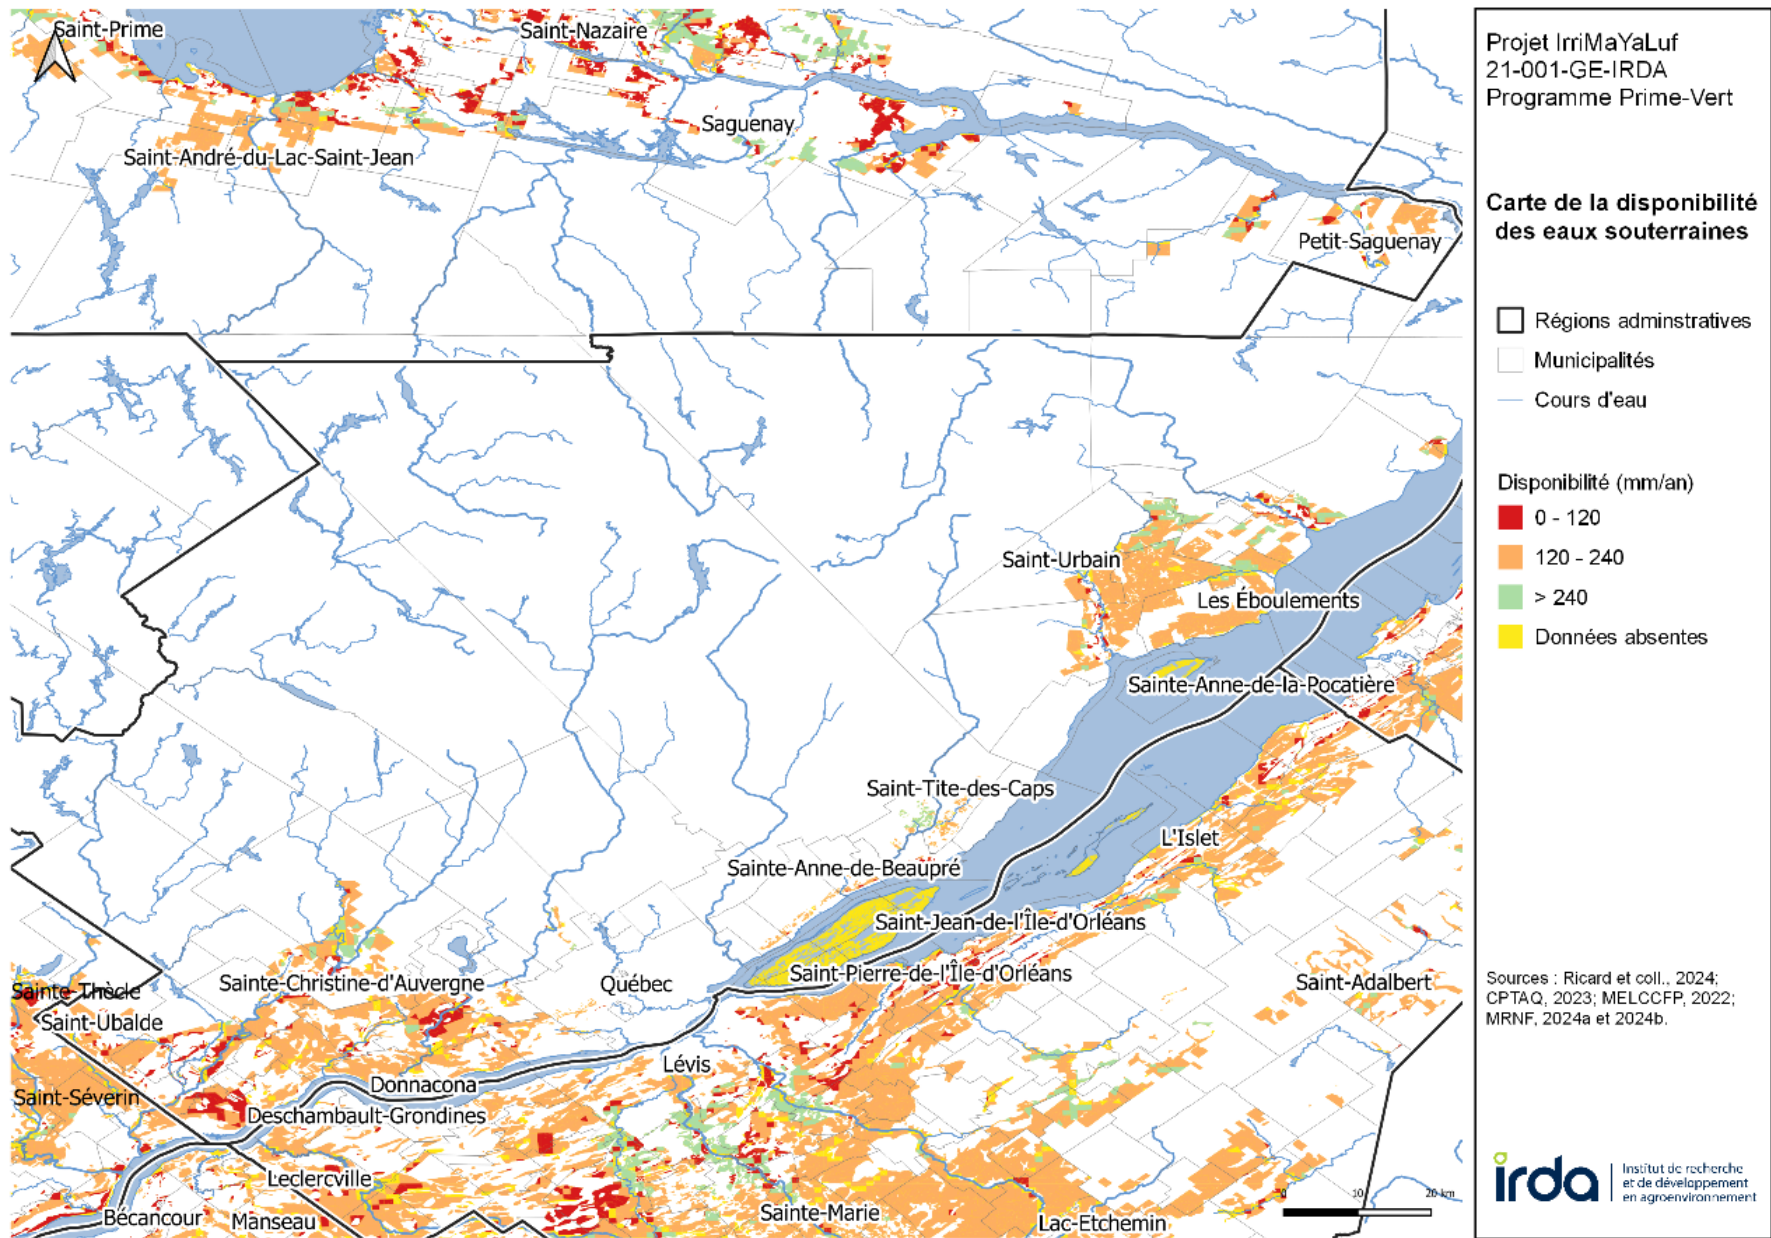 Saint-Prime
Saint-Nazaire
Saguenay
Saint-André-du-Lac-Saint-Jean
Petit-Saguenay
Saint-Urbain
Les Éboulements
Sainte-Anne-de-la-Pocatière
Saint-Tite-des-Caps
L'Islet
Sainte-Anne-de-Beaupré
Saint-Jean-de-l'Île-d'Orléans
Saint-Pierre-de-l'Île-d'Orléans
Sainte-Christine-d'Auvergne
Québec
Saint-Adalbert
Sainte-Thècle
Saint-Ubalde
Lévis
Donnacona
Saint-Séverin
Deschambault-Grondines
Leclercville
Bécancour
Manseau
Sainte-Marie
Lac-Etchemin
0 10 20 km
Projet IrriMaYaLuf
21-001-GE-IRDA
Programme Prime-Vert
Carte de la disponibilité
des eaux souterraines
Régions adminstratives
Municipalités
Cours d'eau
Disponibilité (mm/an)
0 - 120
120 - 240
> 240
Données absentes
Sources : Ricard et coll., 2024;
CPTAQ, 2023; MELCCFP, 2022;
MRNF, 2024a et 2024b.
irda
Institut de recherche
et de développement
en agroenvironnement